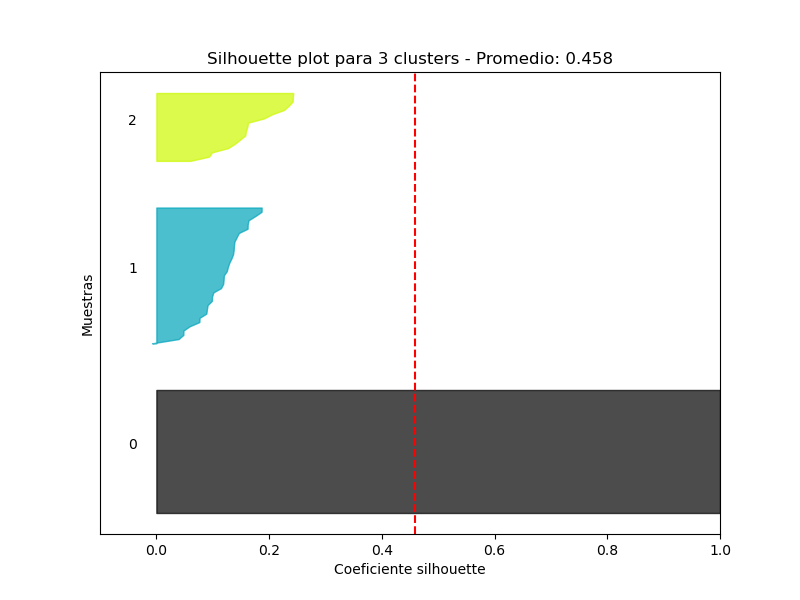 Silhouette plot para 3 clusters - Promedio: 0.458
2
1
0
Muestras
0.0 0.2 0.4 0.6 0.8 1.0
Coeficiente silhouette